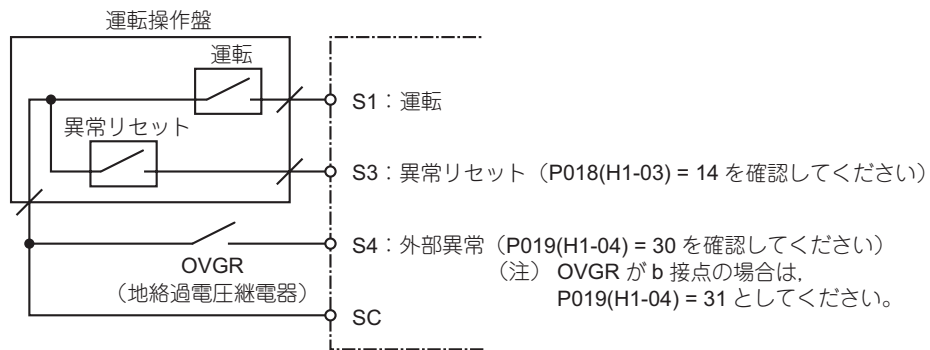 運転操作盤
運転
S1：運転
異常リセット
S3：異常リセット（P018(H1-03) = 14 を確認してください）
S4：外部異常（P019(H1-04) = 30 を確認してください）
OVGR
（地絡過電圧継電器）
（注） OVGR が b 接点の場合は，
P019(H1-04) = 31 としてください。
SC